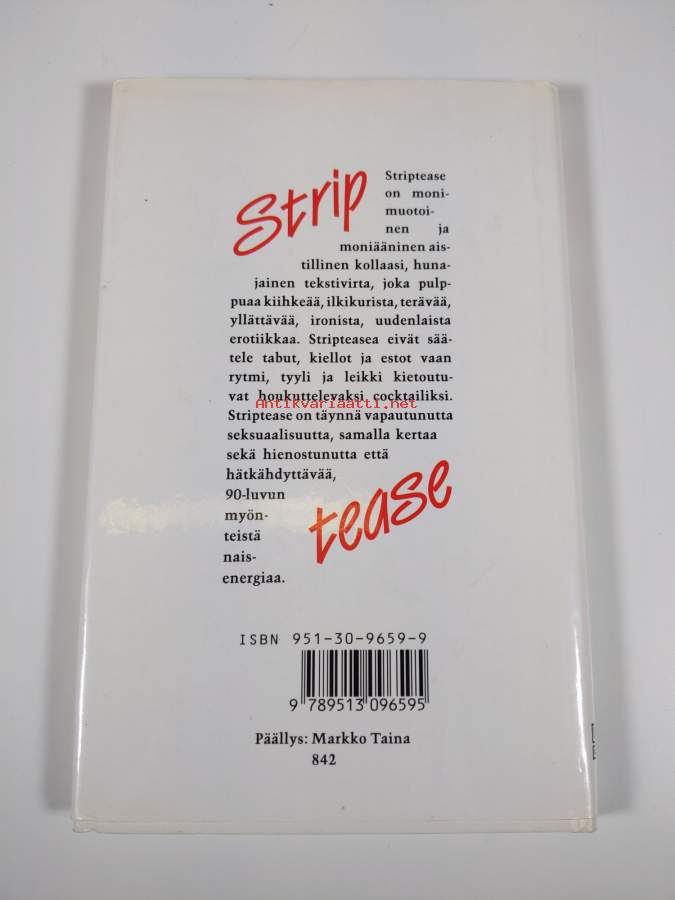 Strip
Striptease
on moni-
muotoi-
nen ja
moniääninen ais-
tillinen kollaasi, huna-
jainen tekstivirta, joka pulp-
puaa kiihkeää, ilkikurista, terävää,
yllättävää, ironista, uudenlaista
erotiikkaa. Stripteasea eivät sää-
tele tabut, kiellot ja estot vaan
rytmi, tyyli ja leikki kietoutu-
vat houkuttelevaksi cocktailiksi.
Antikvariaatti.net
Striptease on täynnä vapautunutta
seksuaalisuutta, samalla kertaa
sekä hienostunutta että
hätkähdyttävää,
90-luvun
myön-
teistä
nais-
energiaa.
tease
ISBN 951-30-9659-9
9 789513 096595
Päällys: Markko Taina
842